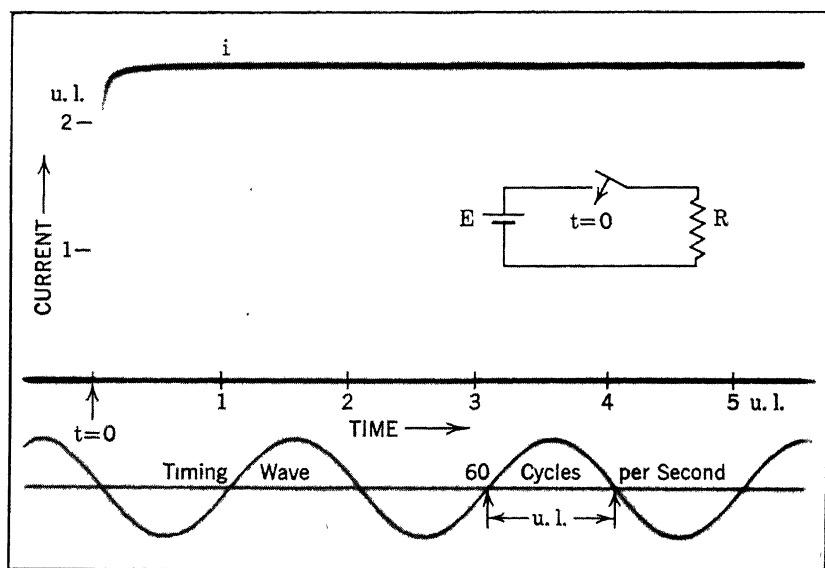 i
u. l.
2
1
CURRENT
E
t=0
R
1 2 3 4 5 u. l.
t=0
TIME
Timing Wave 60 Cycles per Second
u. l.